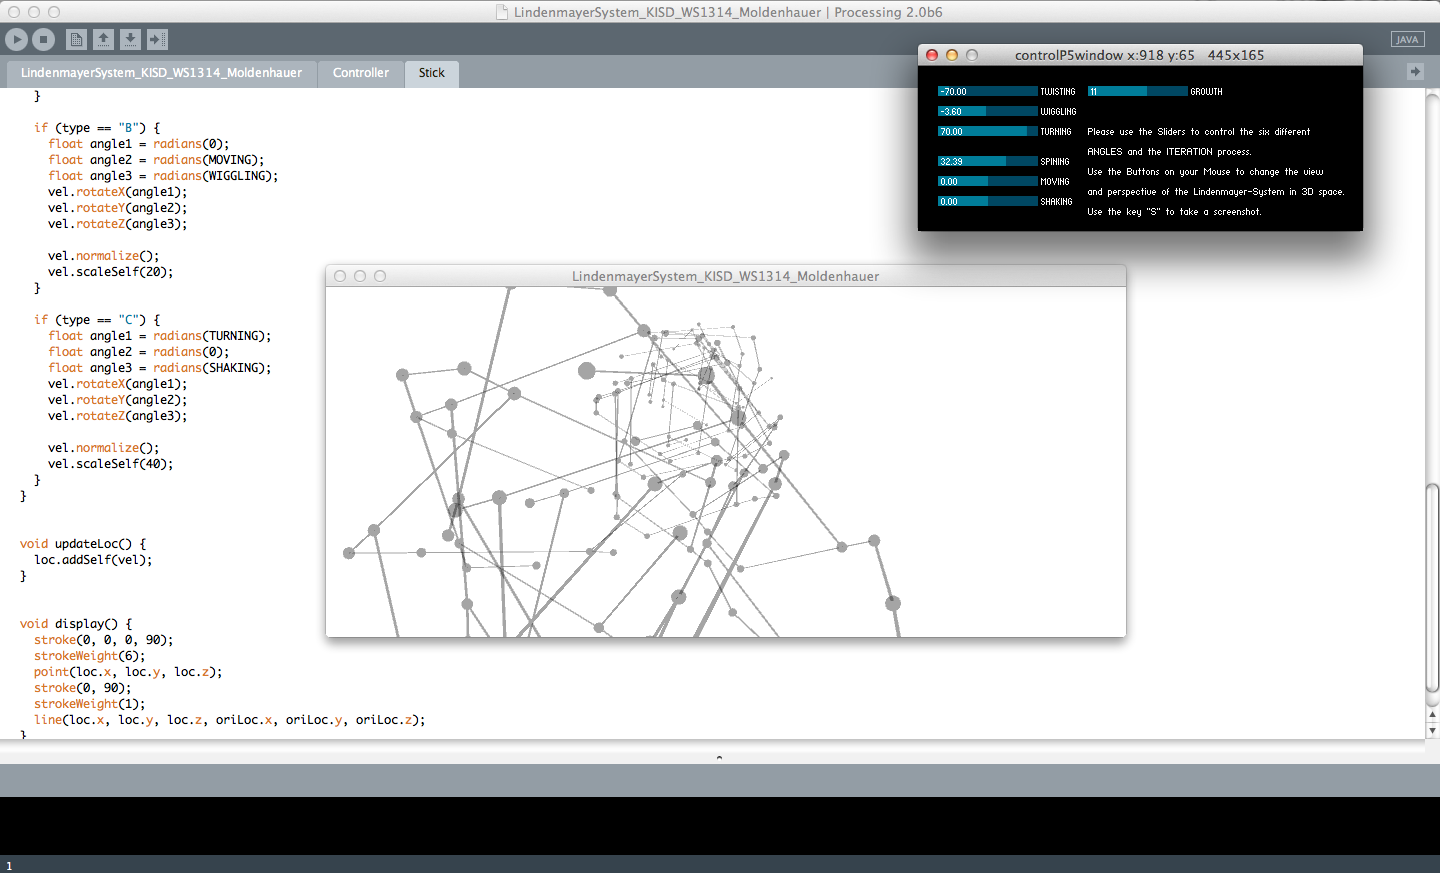 LindenmayerSystem_KISD_WS1314_Moldenhauer | Processing 2.0b6
JAVA
LindenmayerSystem_KISD_WS1314_Moldenhauer
Controller
Stick
}
if (type == "B") {
float angle1 = radians(0);
float angle2 = radians(MOVING);
float angle3 = radians(WIGGLING);
vel.rotateX(angle1);
vel.rotateY(angle2);
vel.rotateZ(angle3);
vel.normalize();
vel.scaleSelf(20);
}
if (type == "C") {
float angle1 = radians(TURNING);
float angle2 = radians(0);
float angle3 = radians(SHAKING);
vel.rotateX(angle1);
vel.rotateY(angle2);
vel.rotateZ(angle3);
vel.normalize();
vel.scaleSelf(40);
}
}
void updateLoc() {
loc.addSelf(vel);
}
void display() {
stroke(0, 0, 0, 90);
strokeWeight(6);
point(loc.x, loc.y, loc.z);
stroke(0, 90);
strokeWeight(1);
line(loc.x, loc.y, loc.z, oriLoc.x, oriLoc.y, oriLoc.z);
}
1
controlP5window x:918 y:65 445x165
-70.00 TWISTING
11 GROWTH
-3.60 WIGGLING
70.00 TURNING
32.39 SPINING
0.00 MOVING
0.00 SHAKING
Please use the Sliders to control the six different
ANGLES and the ITERATION process.
Use the Buttons on your Mouse to change the view
and perspective of the Lindenmayer-System in 3D space.
Use the key "S" to take a screenshot.
LindenmayerSystem_KISD_WS1314_Moldenhauer